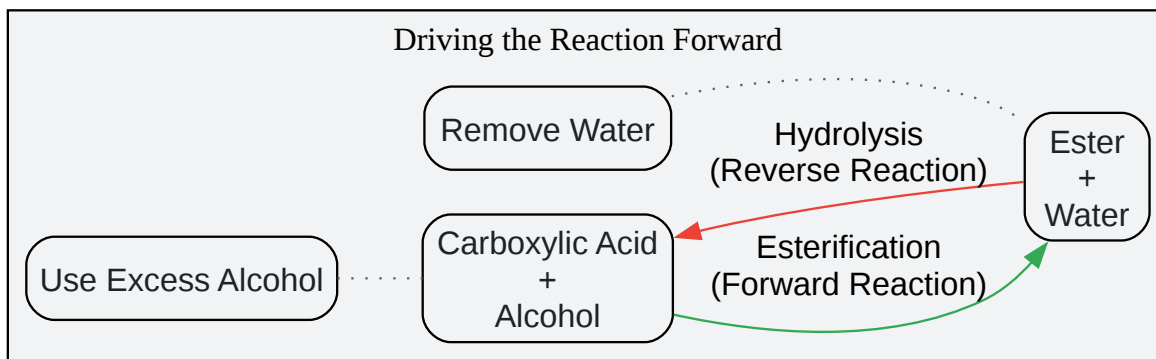 Driving the Reaction Forward
Remove Water
Hydrolysis
(Reverse Reaction)
Ester
+
Water
Use Excess Alcohol
Carboxylic Acid
+
Alcohol
Esterification
(Forward Reaction)